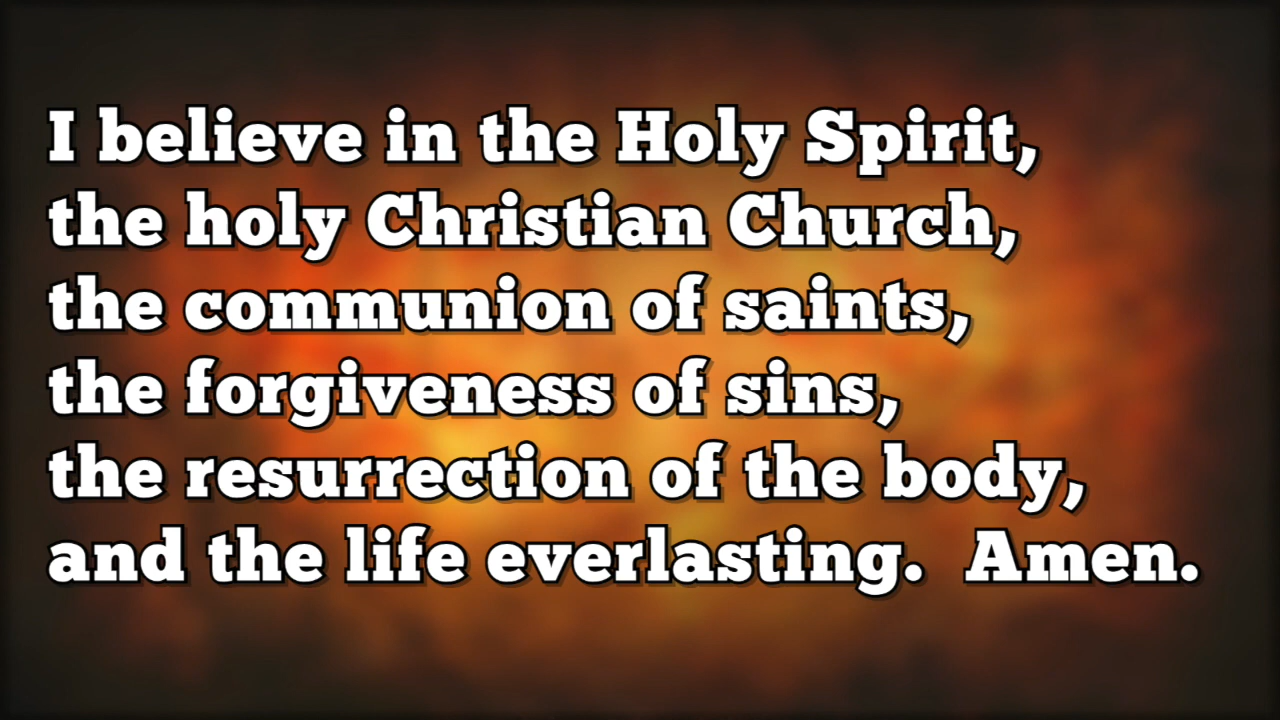 I believe in the Holy Spirit,
the holy Christian Church,
the communion of saints,
the forgiveness of sins,
the resurrection of the body,
and the life everlasting.  Amen.